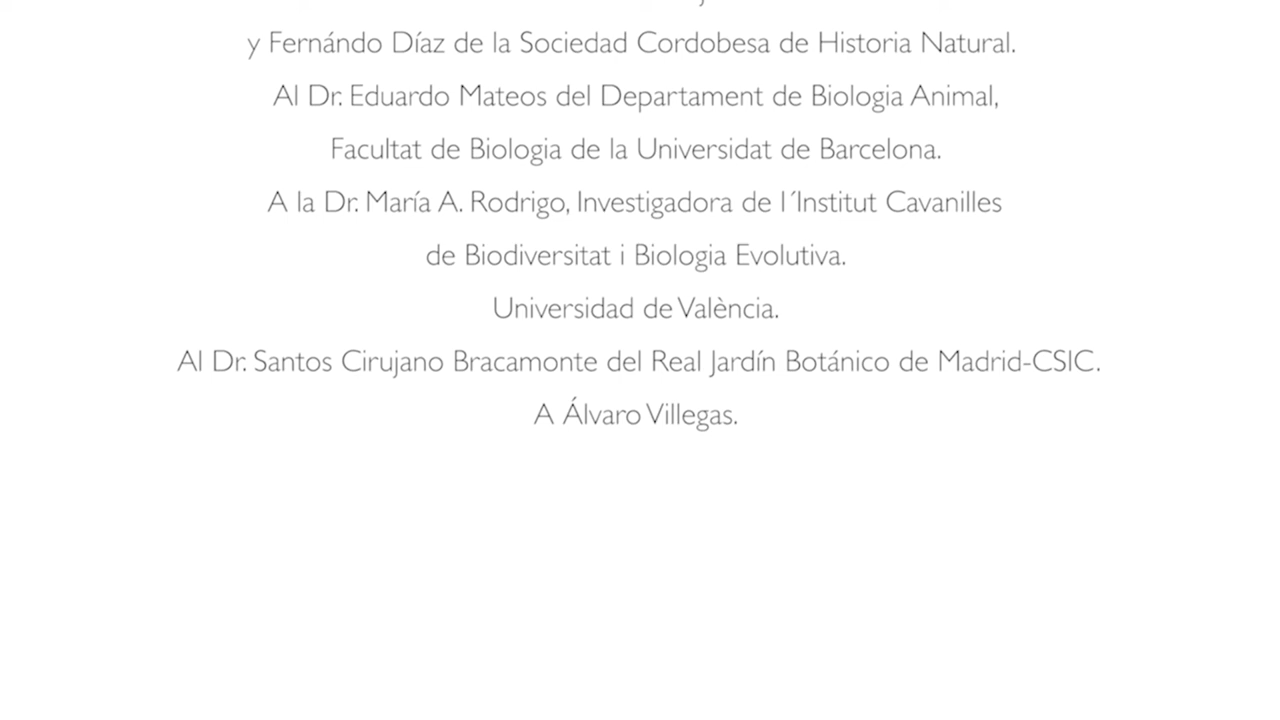 y Fernándo Díaz de la Sociedad Cordobesa de Historia Natural.
Al Dr. Eduardo Mateos del Departament de Biologia Animal,
Facultat de Biologia de la Universidat de Barcelona.
A la Dr. María A. Rodrigo, Investigadora de l´Institut Cavanilles
de Biodiversitat i Biologia Evolutiva.
Universidad de València.
Al Dr. Santos Cirujano Bracamonte del Real Jardín Botánico de Madrid-CSIC.
A Álvaro Villegas.